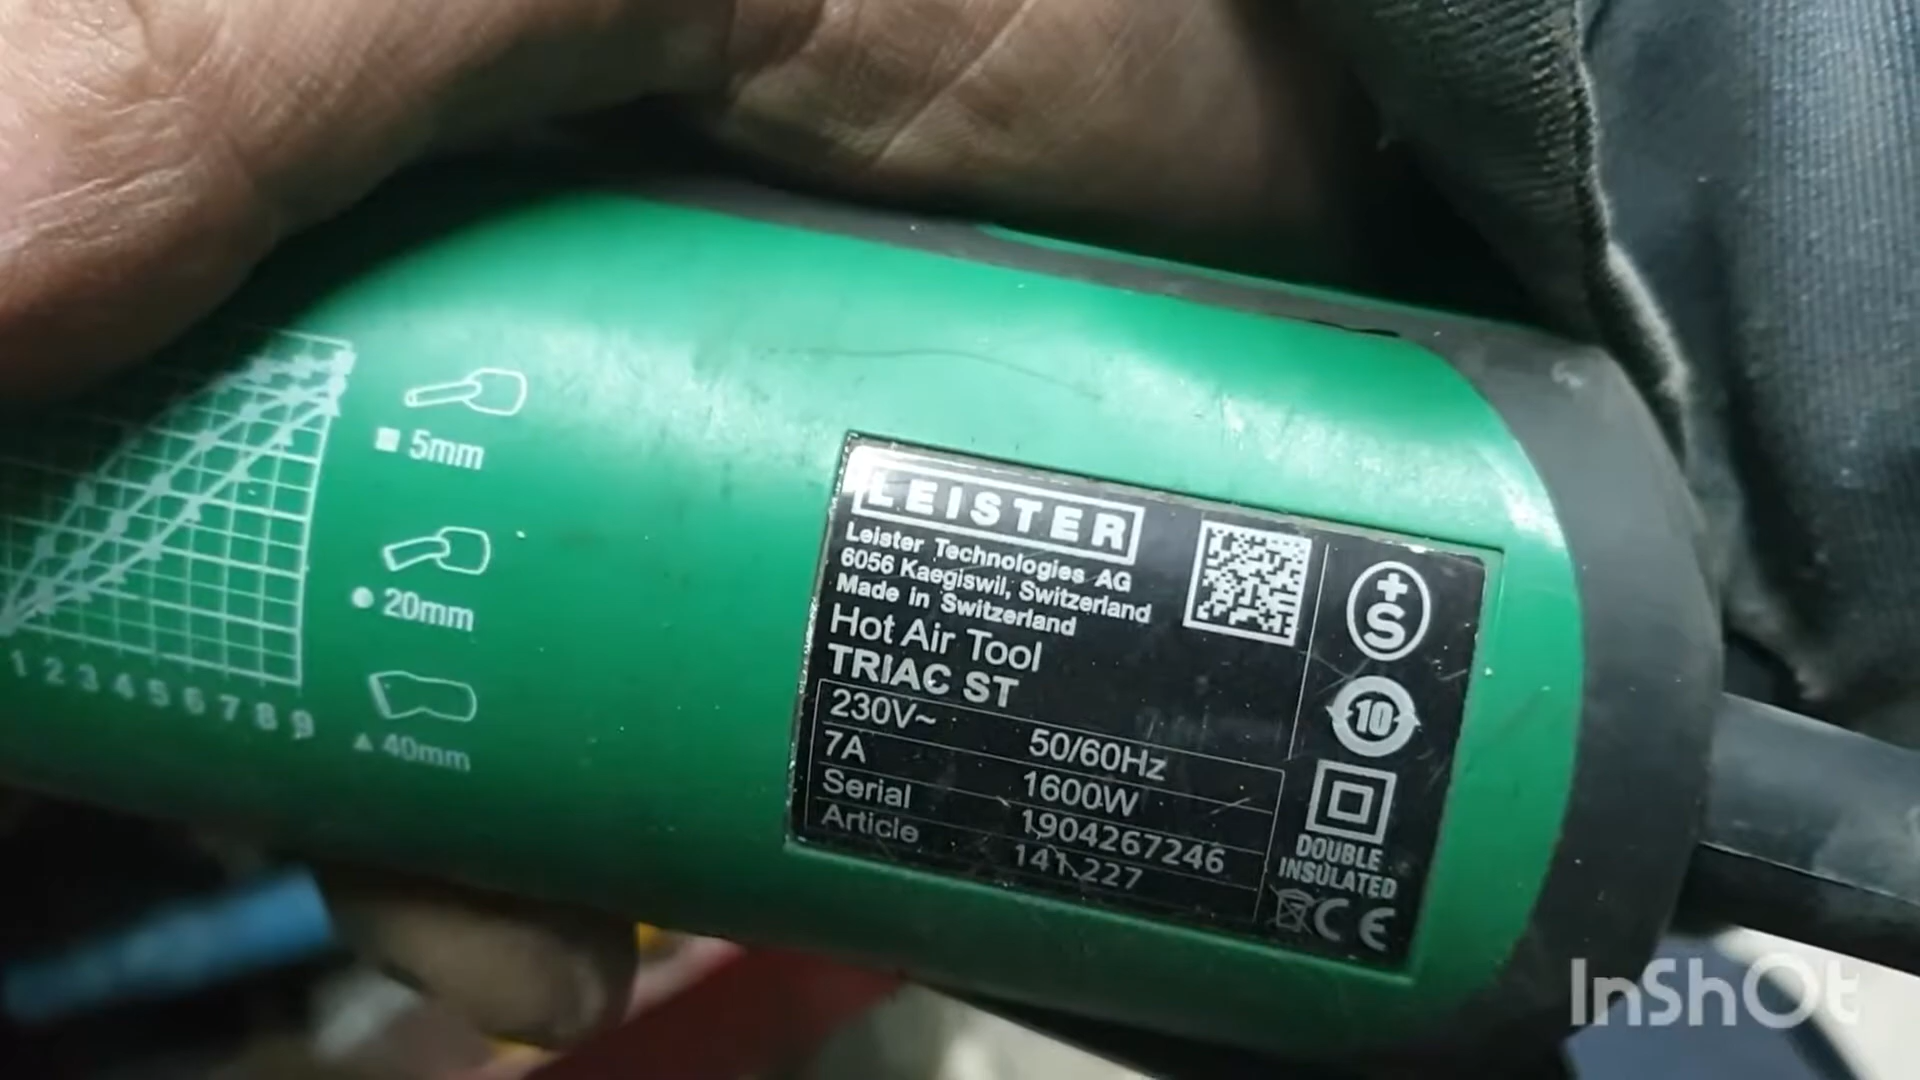 5mm
20mm
40mm
1 2 3 4 5 6 7 8 9
LEISTER
Leister Technologies AG
6056 Kaegiswil, Switzerland
Made in Switzerland
Hot Air Tool
TRIAC ST
230V~ 50/60Hz
7A 1600W
Serial 1904267246
Article 141.227
+S
10
DOUBLE
INSULATED
CE
InShOt